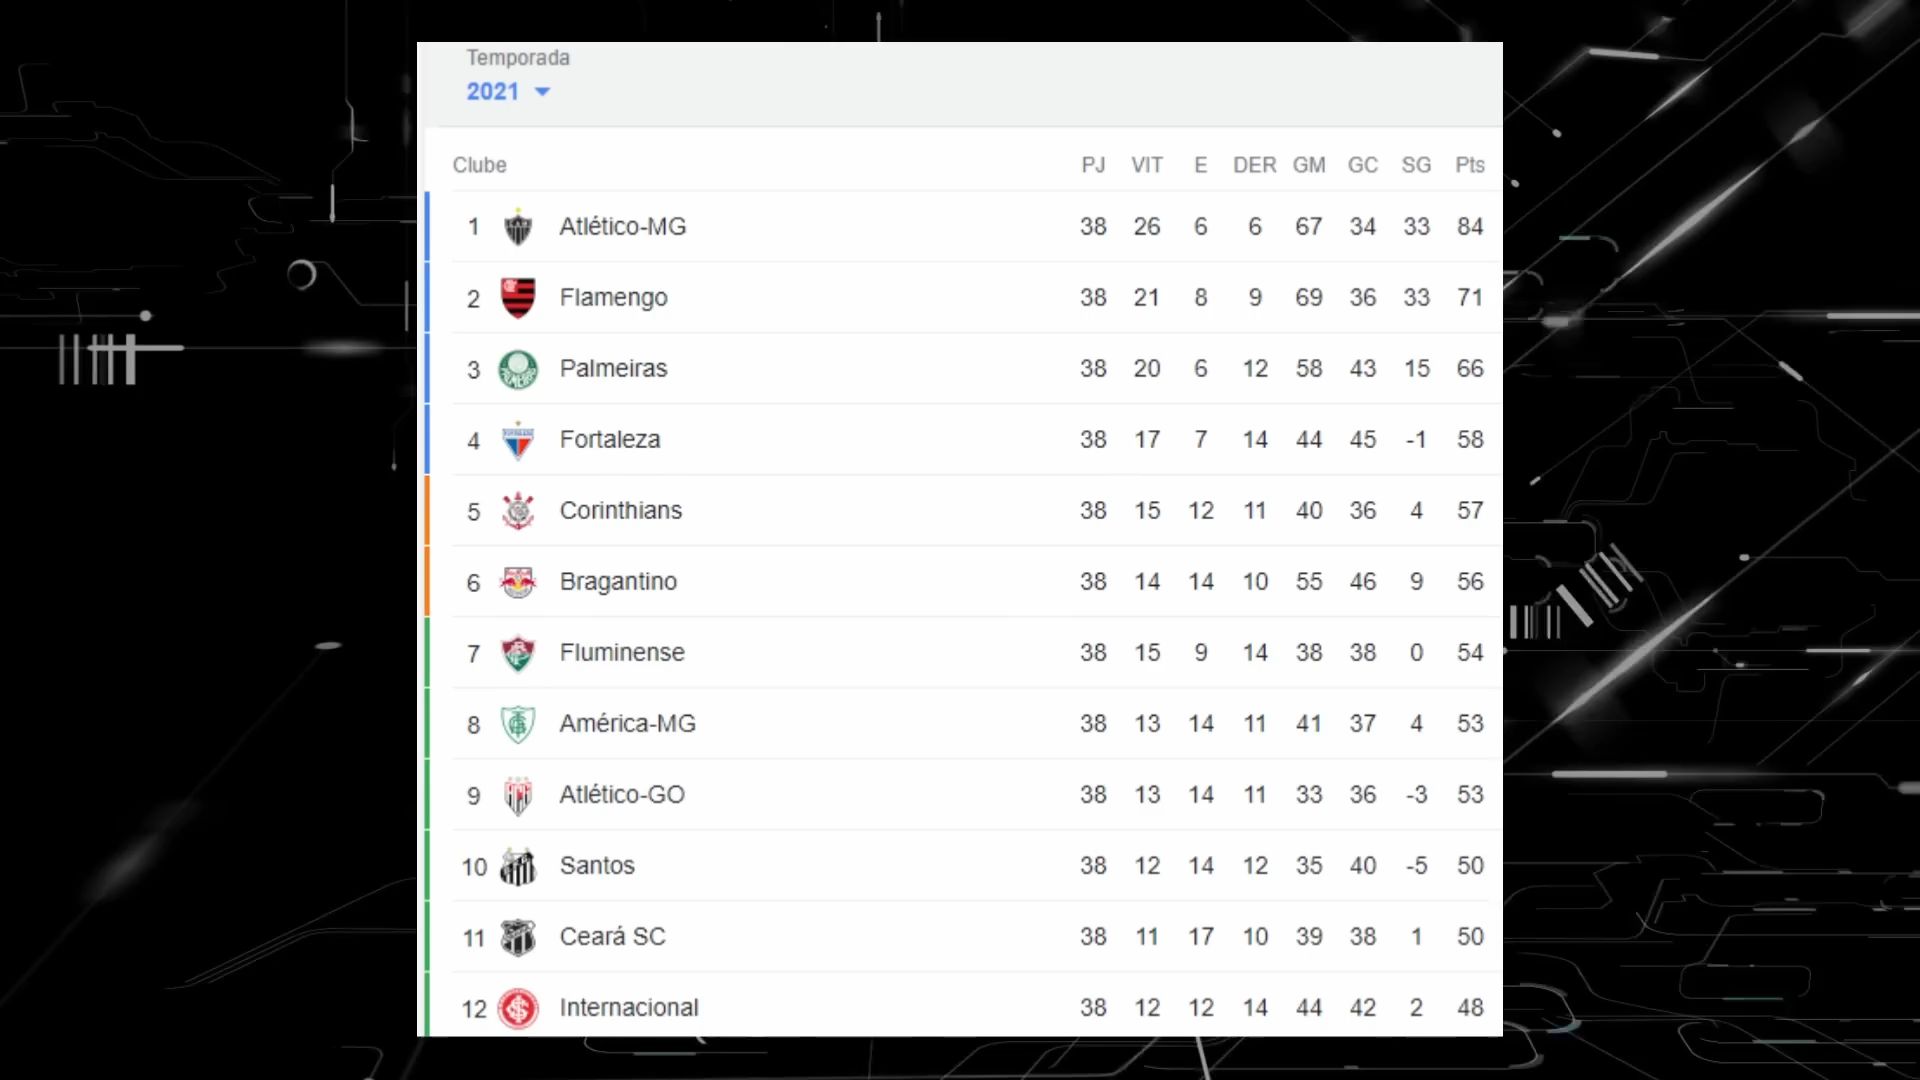 Temporada
2021
Clube PJ VIT E DER GM GC SG Pts
1 Atlético-MG 38 26 6 6 67 34 33 84
2 Flamengo 38 21 8 9 69 36 33 71
3 Palmeiras 38 20 6 12 58 43 15 66
4 Fortaleza 38 17 7 14 44 45 -1 58
5 Corinthians 38 15 12 11 40 36 4 57
6 Bragantino 38 14 14 10 55 46 9 56
7 Fluminense 38 15 9 14 38 38 0 54
8 América-MG 38 13 14 11 41 37 4 53
9 Atlético-GO 38 13 14 11 33 36 -3 53
10 Santos 38 12 14 12 35 40 -5 50
11 Ceará SC 38 11 17 10 39 38 1 50
12 Internacional 38 12 12 14 44 42 2 48